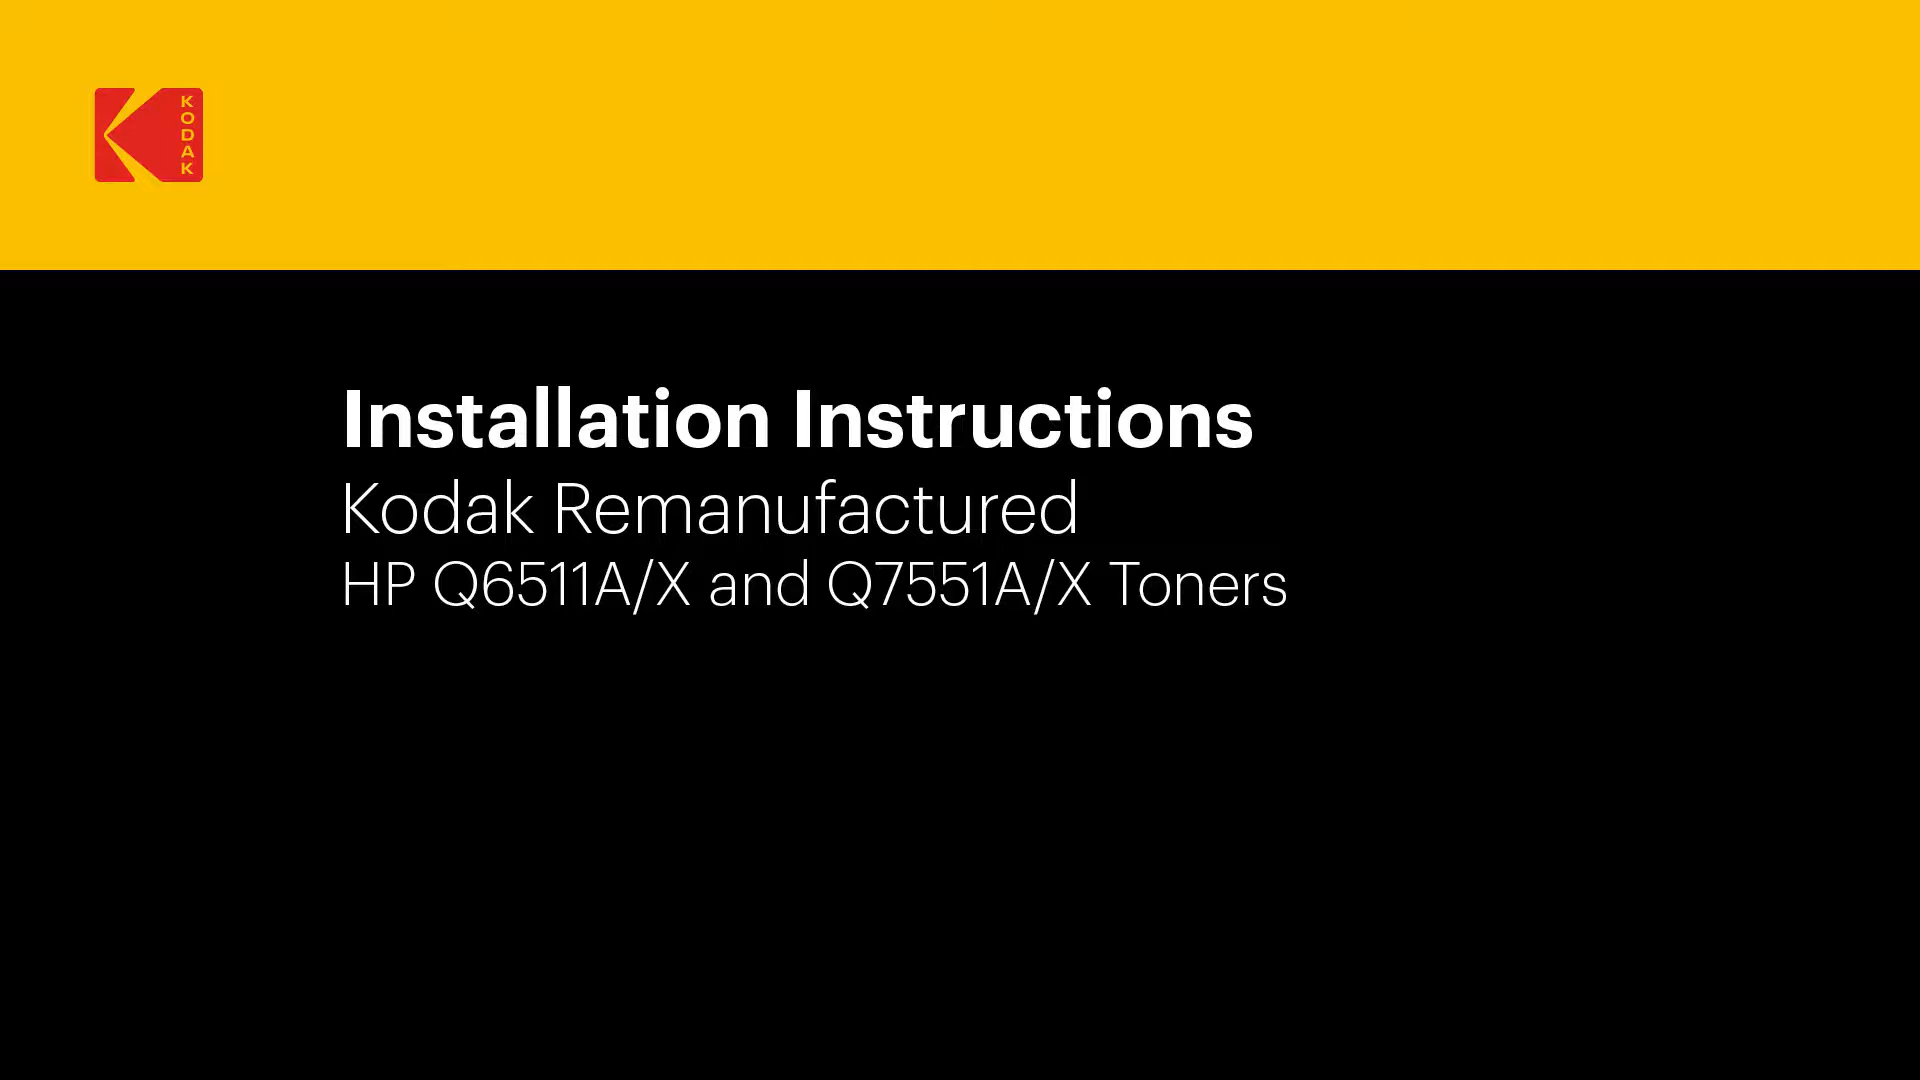 KODAK
Installation Instructions
Kodak Remanufactured
HP Q6511A/X and Q7551A/X Toners